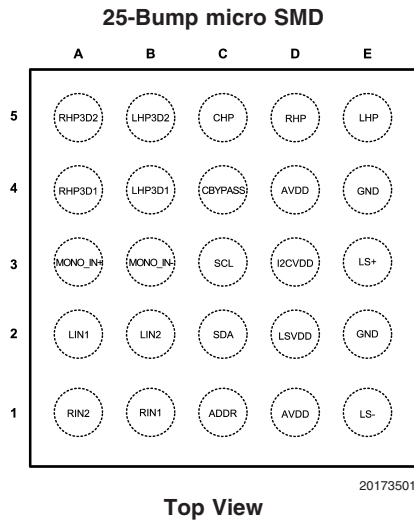 25-Bump micro SMD
A B C D E
5 RHP3D2 LHP3D2 CHP RHP LHP
4 RHP3D1 LHP3D1 CBYPASS AVDD GND
3 MONO_IN+ MONO_IN- SCL I2CVDD LS+
2 LIN1 LIN2 SDA LSVDD GND
1 RIN2 RIN1 ADDR AVDD LS-
20173501
Top View